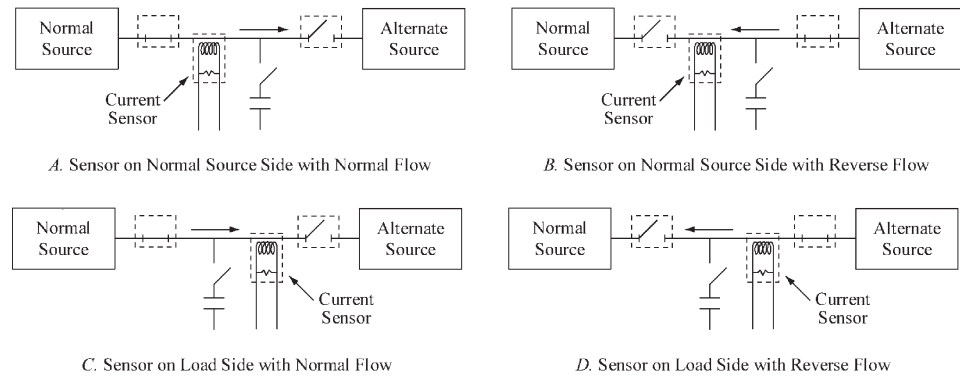 Normal
Source
Alternate
Source
Current
Sensor
A. Sensor on Normal Source Side with Normal Flow
Normal
Source
Alternate
Source
Current
Sensor
B. Sensor on Normal Source Side with Reverse Flow
Normal
Source
Alternate
Source
Current
Sensor
C. Sensor on Load Side with Normal Flow
Normal
Source
Alternate
Source
Current
Sensor
D. Sensor on Load Side with Reverse Flow